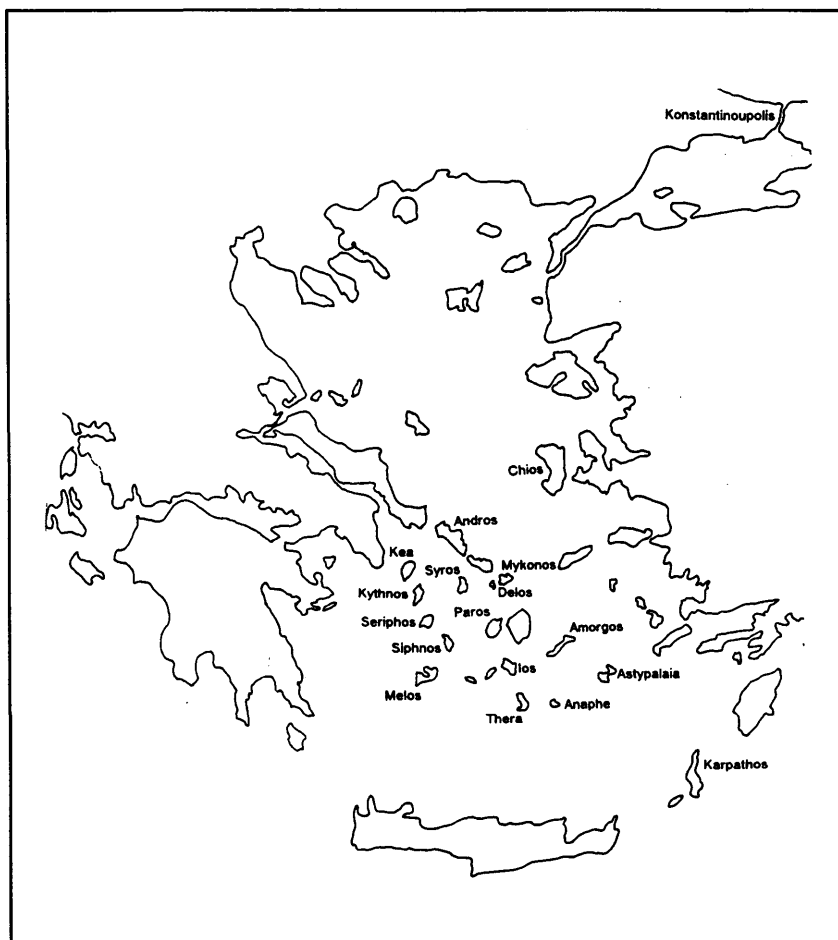 Konstantinoupolis
Chios
Andros
Kea
Syros
Mykonos
Kythnos
Delos
Seriphos
Paros
Amorgos
Siphnos
Ios
Astypalaia
Melos
Thera
Anaphe
Karpathos